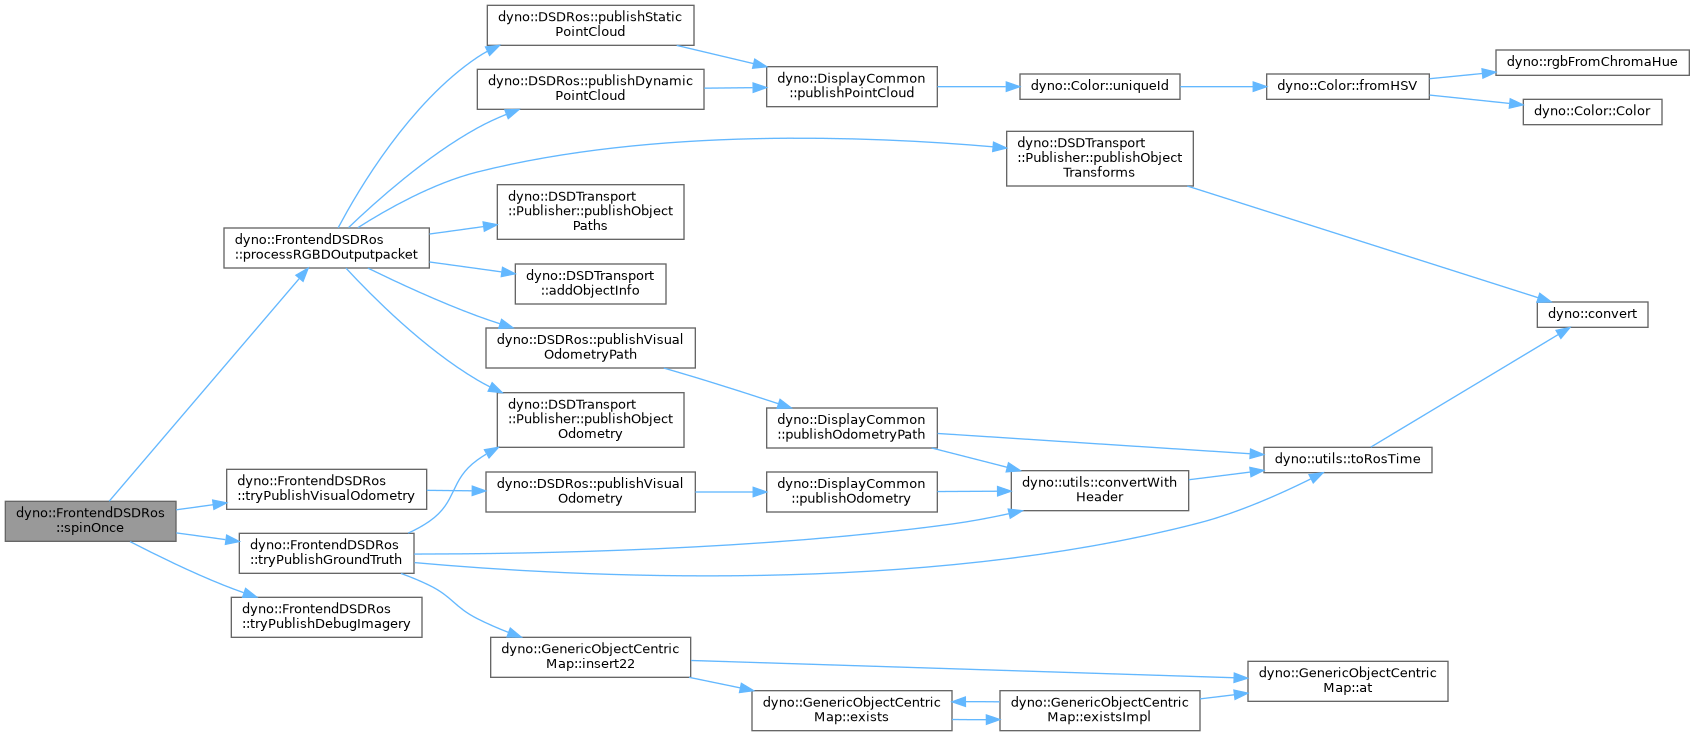 dyno::DSDRos::publishStatic
PointCloud
dyno::DSDRos::publishDynamic
PointCloud
dyno::DisplayCommon
::publishPointCloud
dyno::Color::uniqueId
dyno::Color::fromHSV
dyno::rgbFromChromaHue
dyno::Color::Color
dyno::DSDTransport
::Publisher::publishObject
Transforms
dyno::DSDTransport
::Publisher::publishObject
Paths
dyno::FrontendDSDRos
::processRGBDOutputpacket
dyno::DSDTransport
::addObjectInfo
dyno::convert
dyno::DSDRos::publishVisual
OdometryPath
dyno::DSDTransport
::Publisher::publishObject
Odometry
dyno::DisplayCommon
::publishOdometryPath
dyno::utils::toRosTime
dyno::FrontendDSDRos
::tryPublishVisualOdometry
dyno::DSDRos::publishVisual
Odometry
dyno::DisplayCommon
::publishOdometry
dyno::utils::convertWith
Header
dyno::FrontendDSDRos
::spinOnce
dyno::FrontendDSDRos
::tryPublishGroundTruth
dyno::FrontendDSDRos
::tryPublishDebugImagery
dyno::GenericObjectCentric
Map::insert22
dyno::GenericObjectCentric
Map::at
dyno::GenericObjectCentric
Map::exists
dyno::GenericObjectCentric
Map::existsImpl